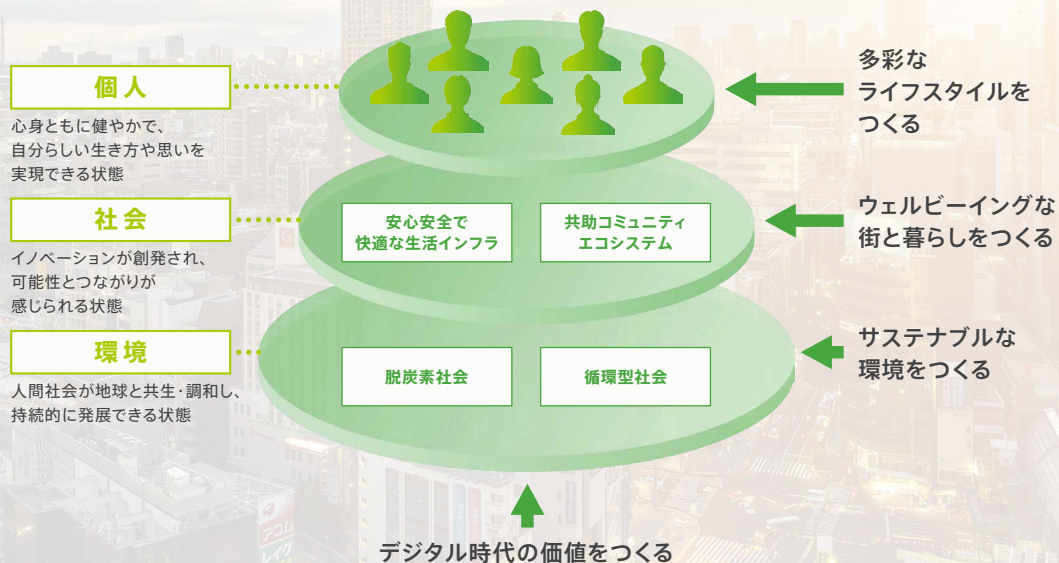 個人
心身ともに健やかで、
自分らしい生き方や思いを
実現できる状態
多彩な
ライフスタイルを
つくる
社会
イノベーションが創発され、
可能性とつながりが
感じられる状態
安心安全で
快適な生活インフラ
共助コミュニティ
エコシステム
ウェルビーイングな
街と暮らしをつくる
環境
人間社会が地球と共生・調和し、
持続的に発展できる状態
脱炭素社会
循環型社会
サステナブルな
環境をつくる
デジタル時代の価値をつくる
アコム
レイク